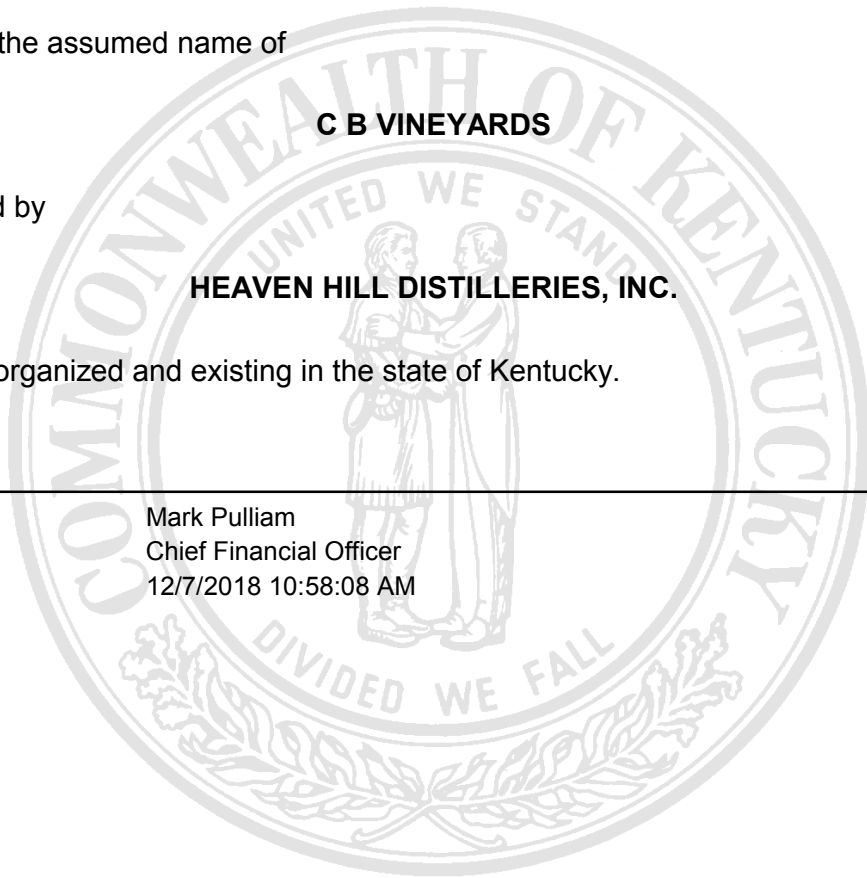 the assumed name of
C B VINEYARDS
d by
HEAVEN HILL DISTILLERIES, INC.
organized and existing in the state of Kentucky.
Mark Pulliam
Chief Financial Officer
12/7/2018 10:58:08 AM
COMMONWEALTH OF KENTUCKY
UNITED WE STAND
DIVIDED WE FALL